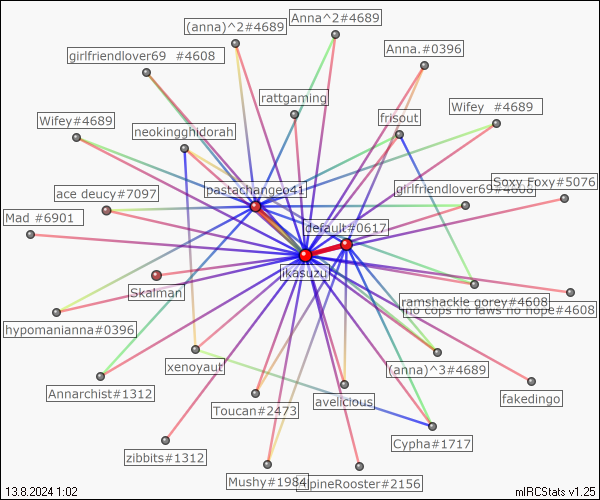 Anna^2#4689
(anna)^2#4689
Anna.#0396
girlfriendlover69 #4608
rattgaming
Wifey #4689
frisout
Wifey#4689
neokingghidorah
Soxy Foxy#5076
pastachangeo41
girlfriendlover69#4608
ace deucy#7097
Mad #6901
default#0617
ikasuzu
Skalman
ramshackle gorey#4608
no cops no laws no nope#4608
hypomanianna#0396
xenoyaut
(anna)^3#4689
Annarchist#1312
fakedingo
avelicious
Toucan#2473
Cypha#1717
zibbits#1312
Mushy#1984
pineRooster#2156
13.8.2024 1:02
mIRCStats v1.25